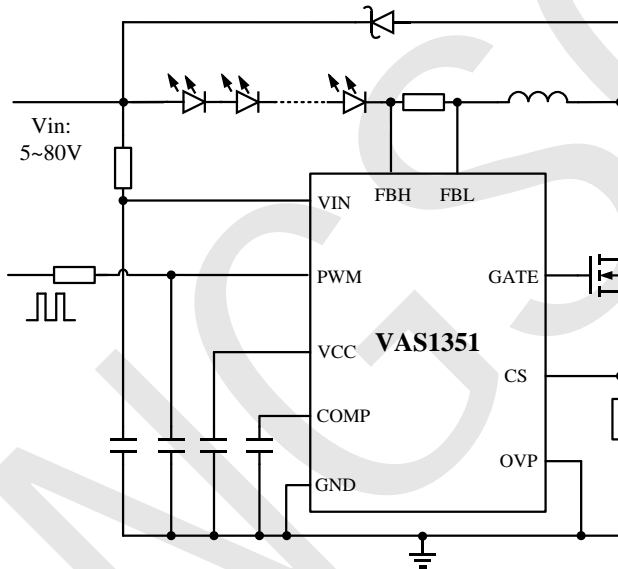 Vin:
5~80V
FBH FBL
VIN
PWM
GATE
VCC
VAS1351
CS
COMP
OVP
GND